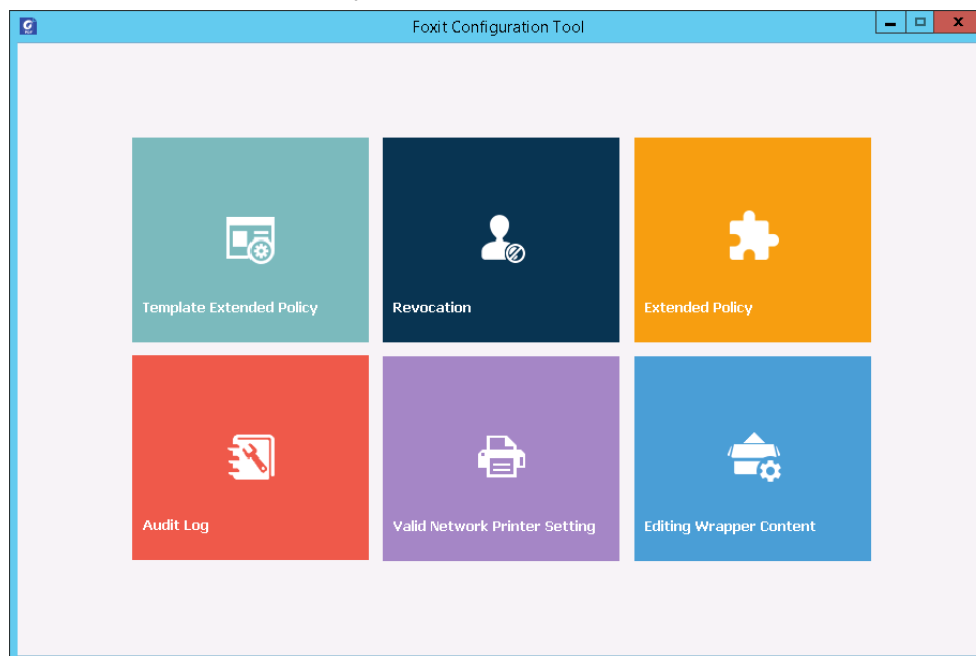 Foxit Configuration Tool
Template Extended Policy
Revocation
Extended Policy
Audit Log
Valid Network Printer Setting
Editing Wrapper Content